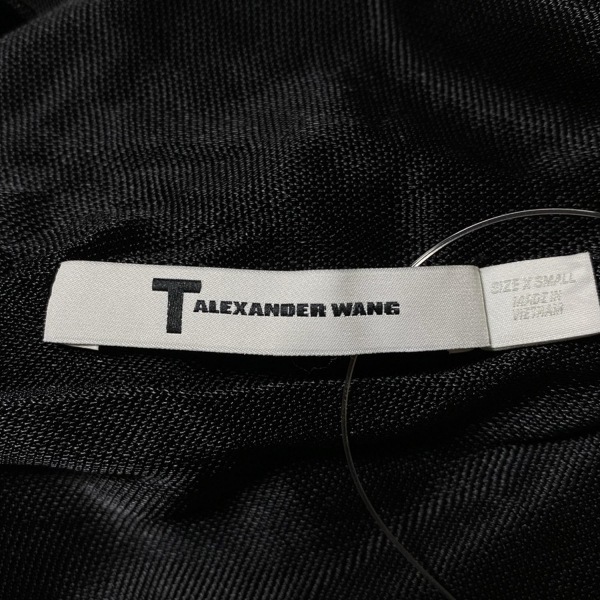 T ALEXANDER WANG
SIZE X SMALL
MADE IN
VIETNAM